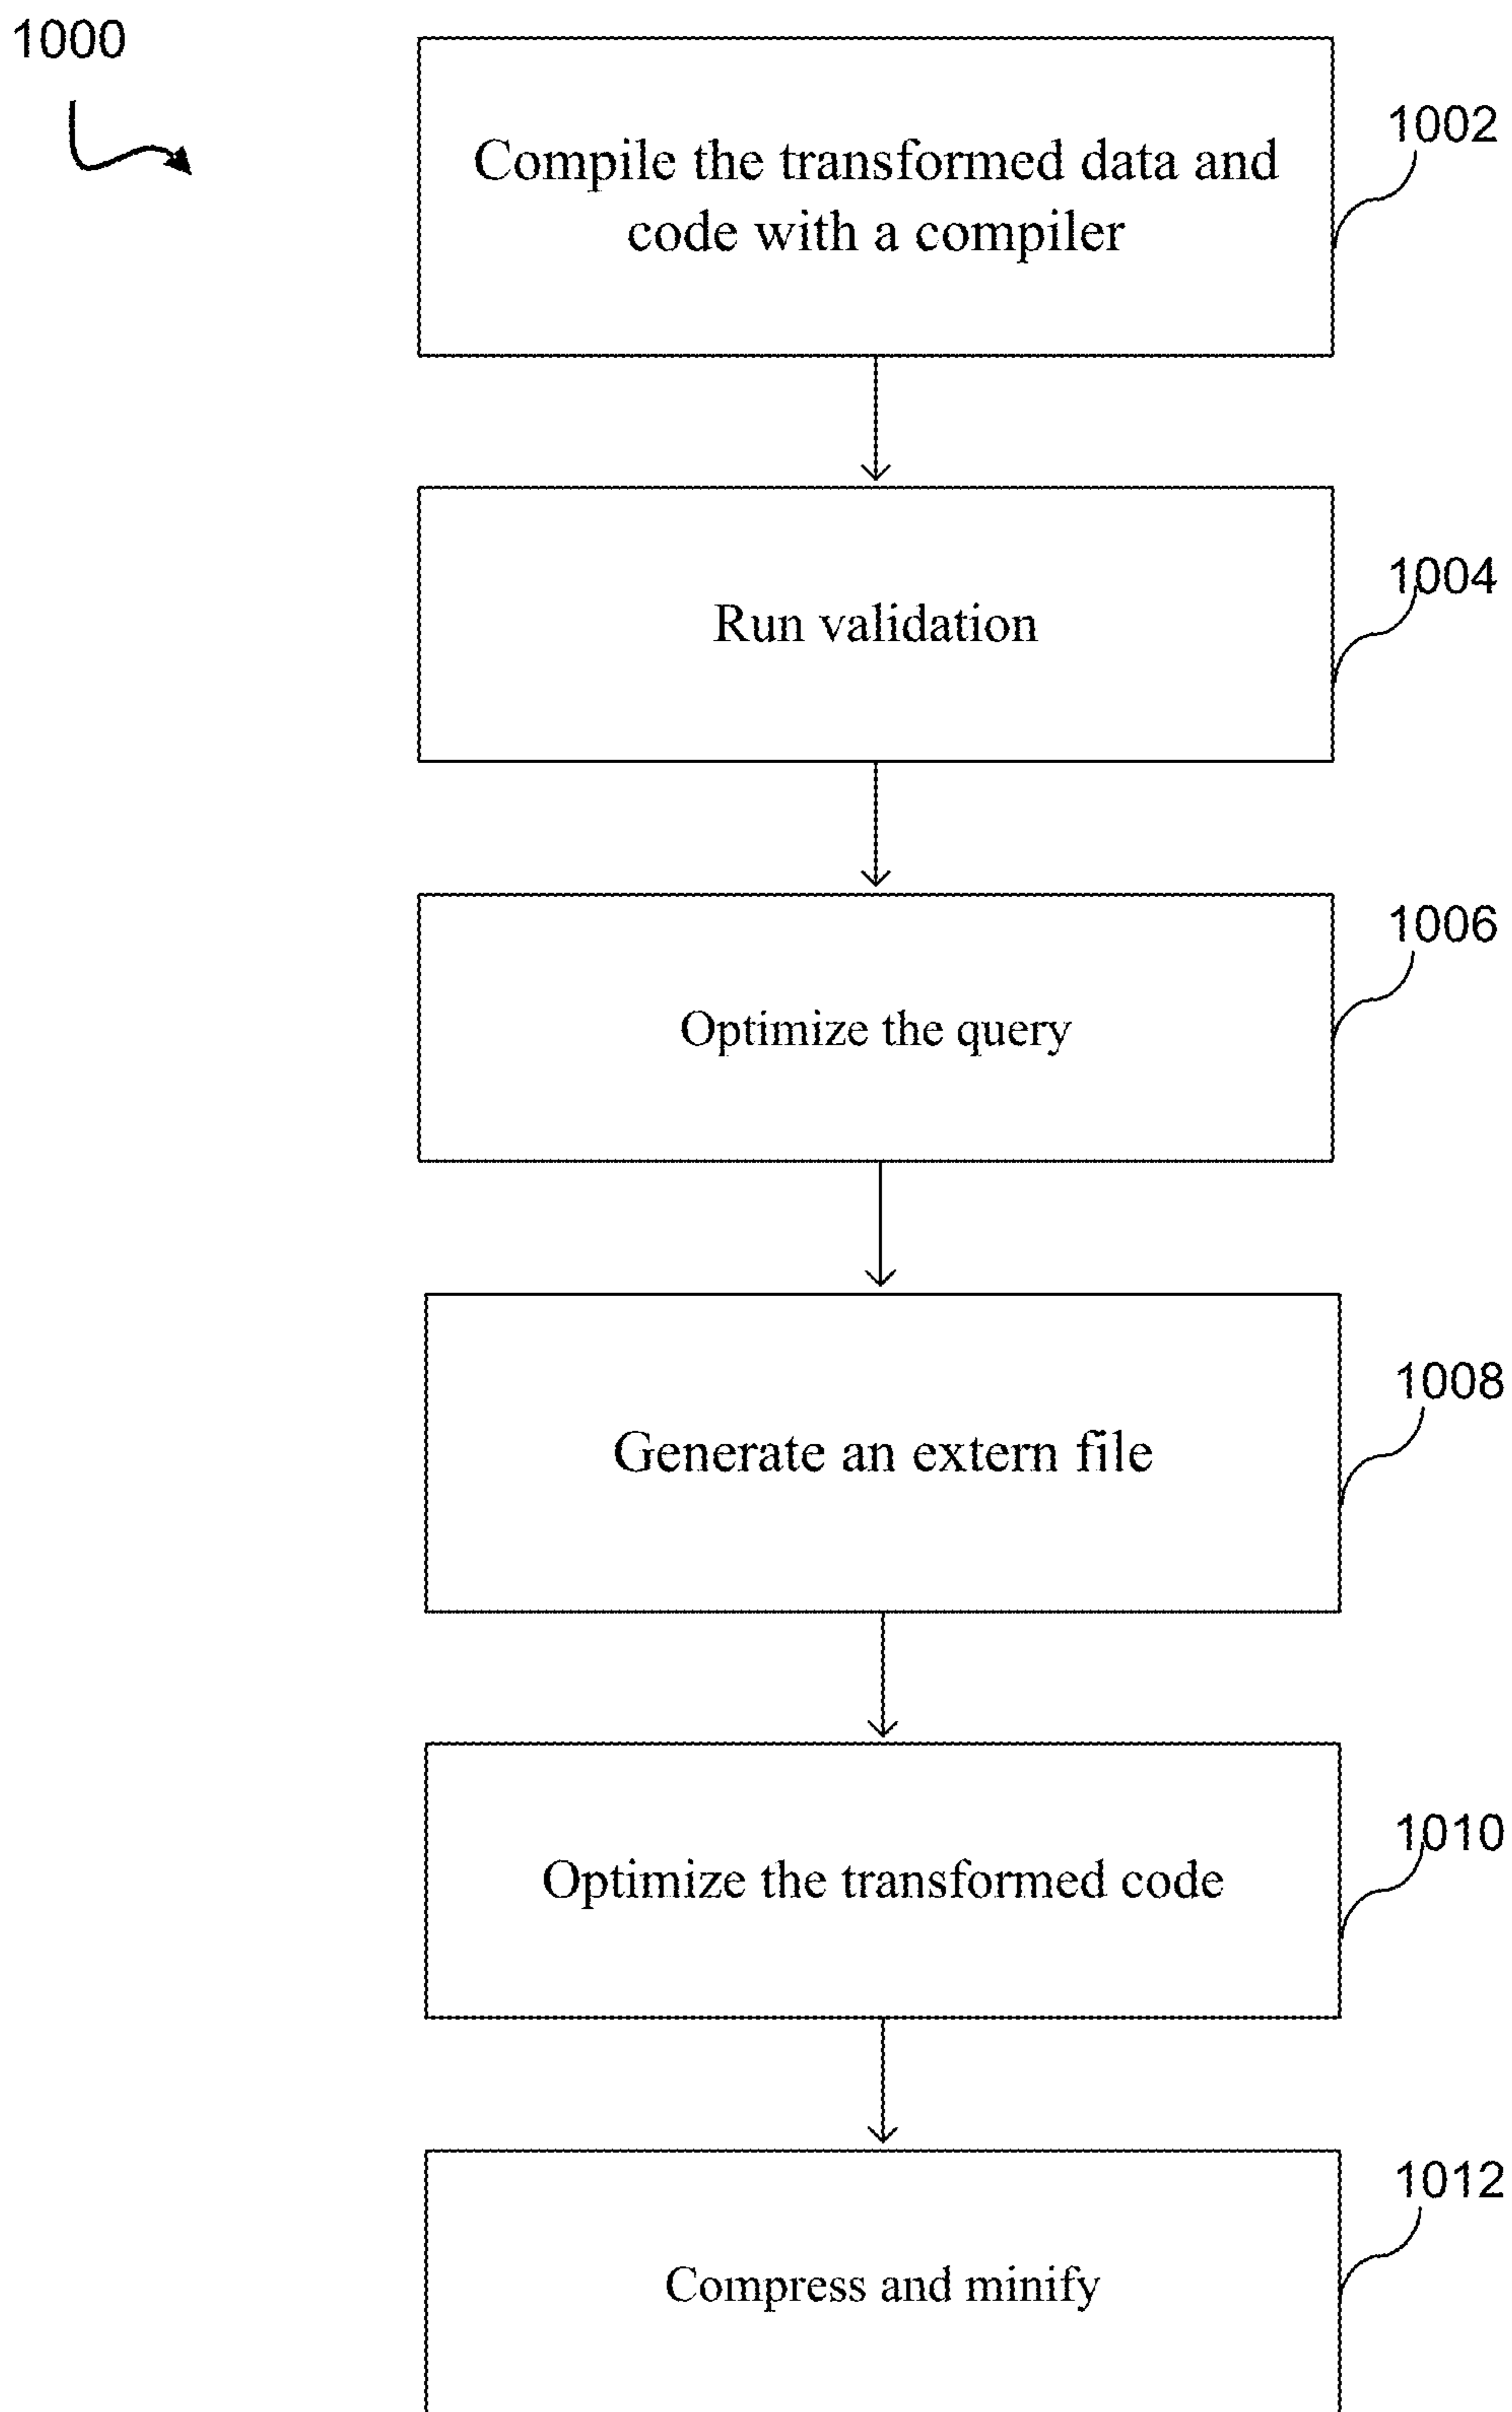 1000
Compile the transformed data and
code with a compiler
1002
Run validation
1004
Optimize the query
1006
Generate an extern file
1008
Optimize the transformed code
1010
Compress and minify
1012